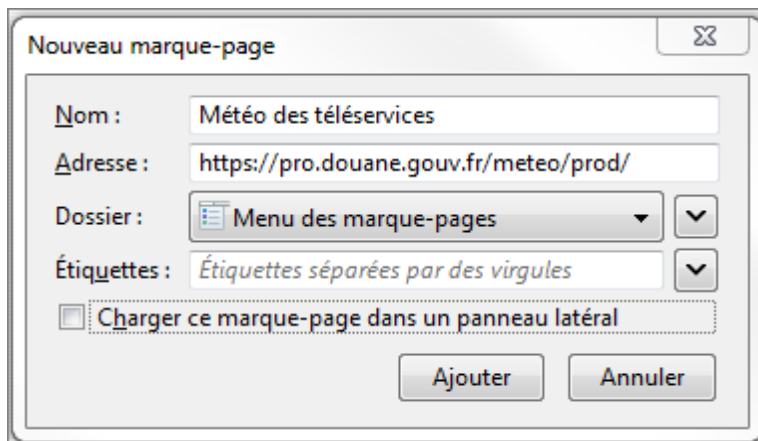 Nouveau marque-page
Nom : Météo des téléservices
Adresse : https://pro.douane.gouv.fr/meteo/prod/
Dossier : Menu des marque-pages
Étiquettes : Étiquettes séparées par des virgules
Charger ce marque-page dans un panneau latéral
Ajouter Annuler